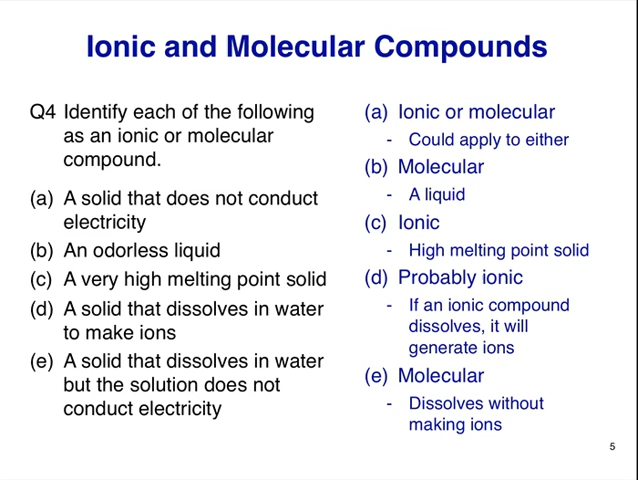 Ionic and Molecular Compounds
Q4 Identify each of the following
as an ionic or molecular
compound.
(a) A solid that does not conduct
electricity
(b) An odorless liquid
(c) A very high melting point solid
(d) A solid that dissolves in water
to make ions
(e) A solid that dissolves in water
but the solution does not
conduct electricity
(a) Ionic or molecular
- Could apply to either
(b) Molecular
- A liquid
(c) Ionic
- High melting point solid
(d) Probably ionic
- If an ionic compound
dissolves, it will
generate ions
(e) Molecular
- Dissolves without
making ions
5